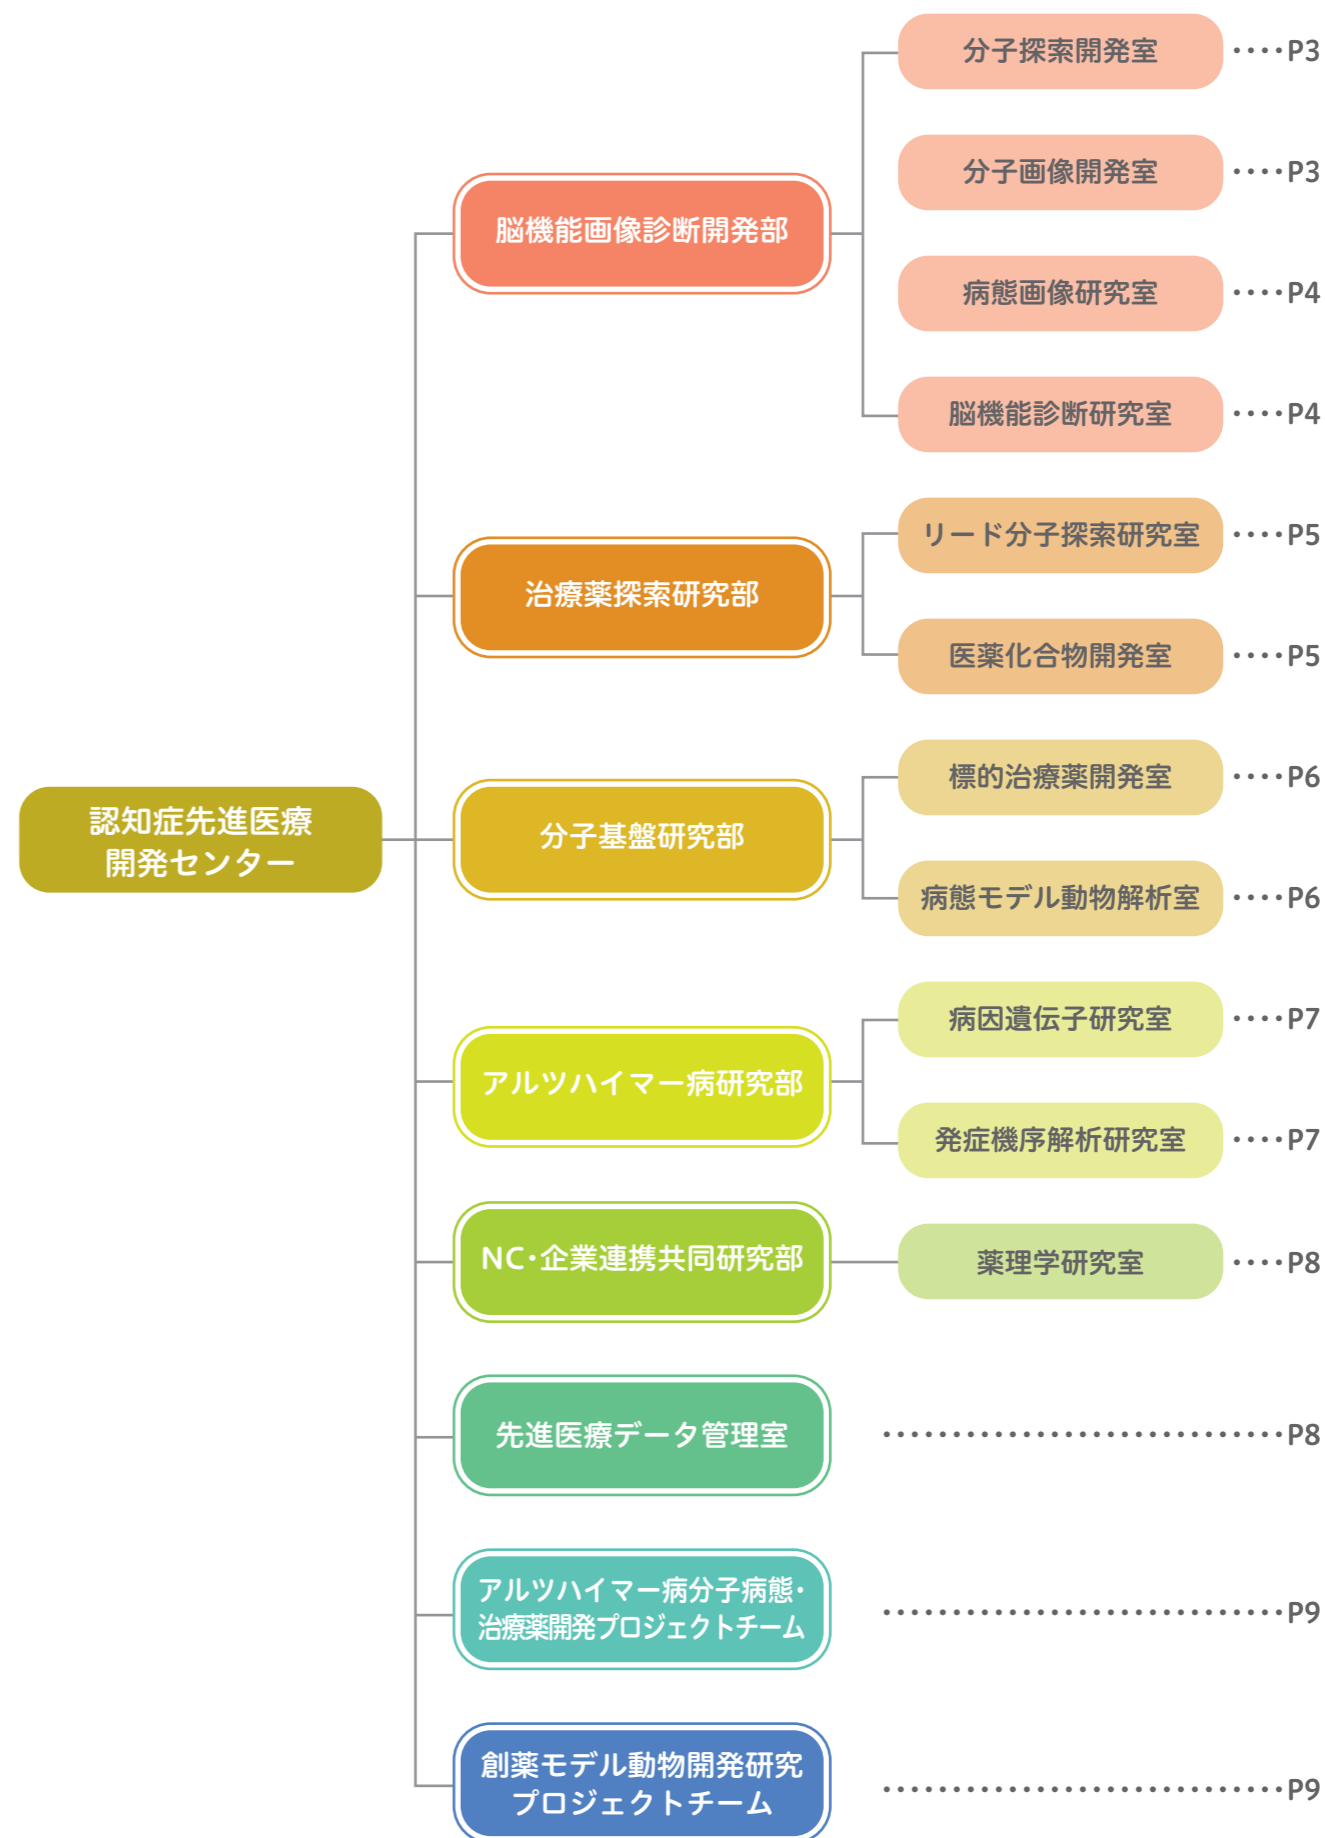 分子探索開発室 ････P3
分子画像開発室 ････P3
脳機能画像診断開発部
病態画像研究室 ････P4
脳機能診断研究室 ････P4
リード分子探索研究室 ････P5
治療薬探索研究部
医薬化合物開発室 ････P5
標的治療薬開発室 ････P6
認知症先進医療
開発センター
分子基盤研究部
病態モデル動物解析室 ････P6
病因遺伝子研究室 ････P7
アルツハイマー病研究部
発症機序解析研究室 ････P7
NC･企業連携共同研究部
薬理学研究室 ････P8
先進医療データ管理室 ･････････････････････････････P8
アルツハイマー病分子病態･
治療薬開発プロジェクトチーム ･････････････････････････････P9
創薬モデル動物開発研究
プロジェクトチーム ･････････････････････････････P9